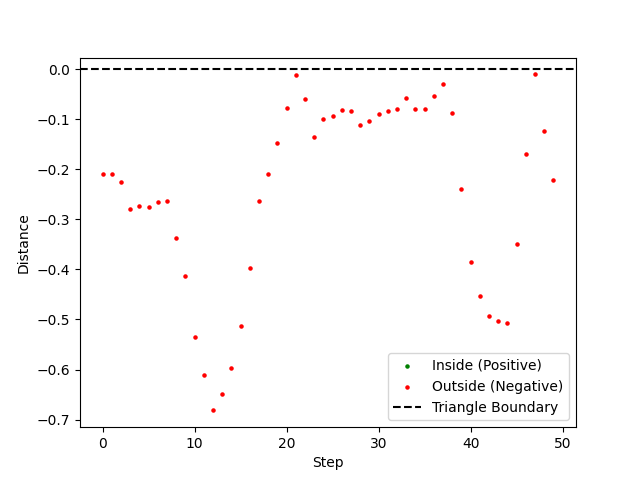 0.0
−0.1
−0.2
−0.3
−0.4
−0.5
−0.6
−0.7
Distance
Inside (Positive)
Outside (Negative)
Triangle Boundary
0 10 20 30 40 50
Step